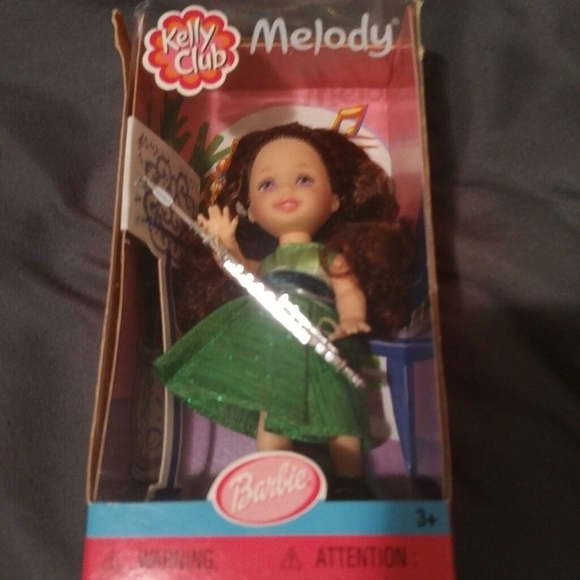 Kelly
Club
Melody®
Barbie
3+
⚠ WARNING: ⚠ ATTENTION :